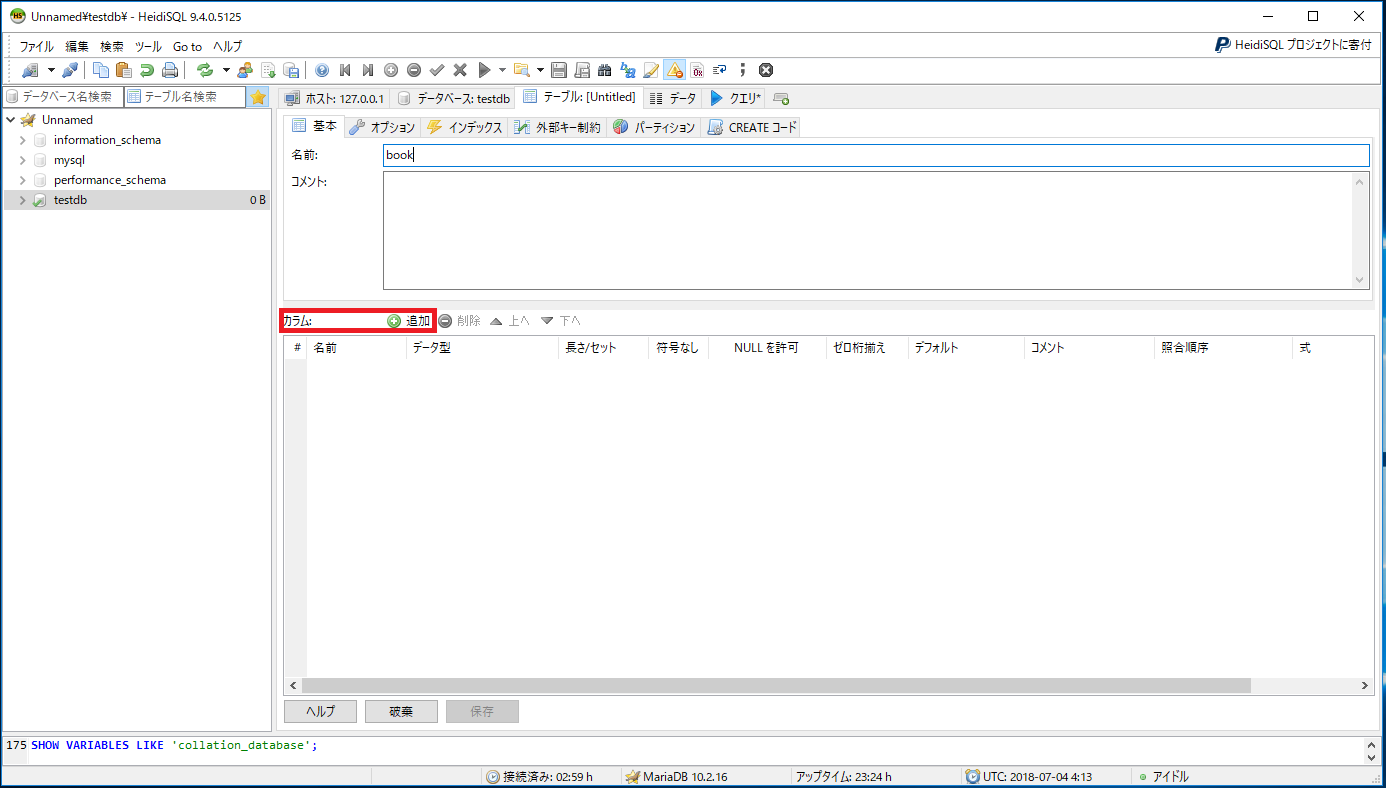 Unnamed¥testdb¥ - HeidiSQL 9.4.0.5125
ファイル 編集 検索 ツール Go to ヘルプ
HeidiSQL プロジェクトに寄付
データベース名検索 テーブル名検索
ホスト: 127.0.0.1 データベース: testdb テーブル: [Untitled] データ クエリ*
Unnamed
information_schema
mysql
performance_schema
testdb 0 B
基本 オプション インデックス 外部キー制約 パーティション CREATE コード
名前: book
コメント:
カラム: 追加 削除 上へ 下へ
# 名前 データ型 長さ/セット 符号なし NULL を許可 ゼロ桁揃え デフォルト コメント 照合順序 式
ヘルプ 破棄 保存
175 SHOW VARIABLES LIKE 'collation_database';
接続済み: 02:59 h MariaDB 10.2.16 アップタイム: 23:24 h UTC: 2018-07-04 4:13 アイドル